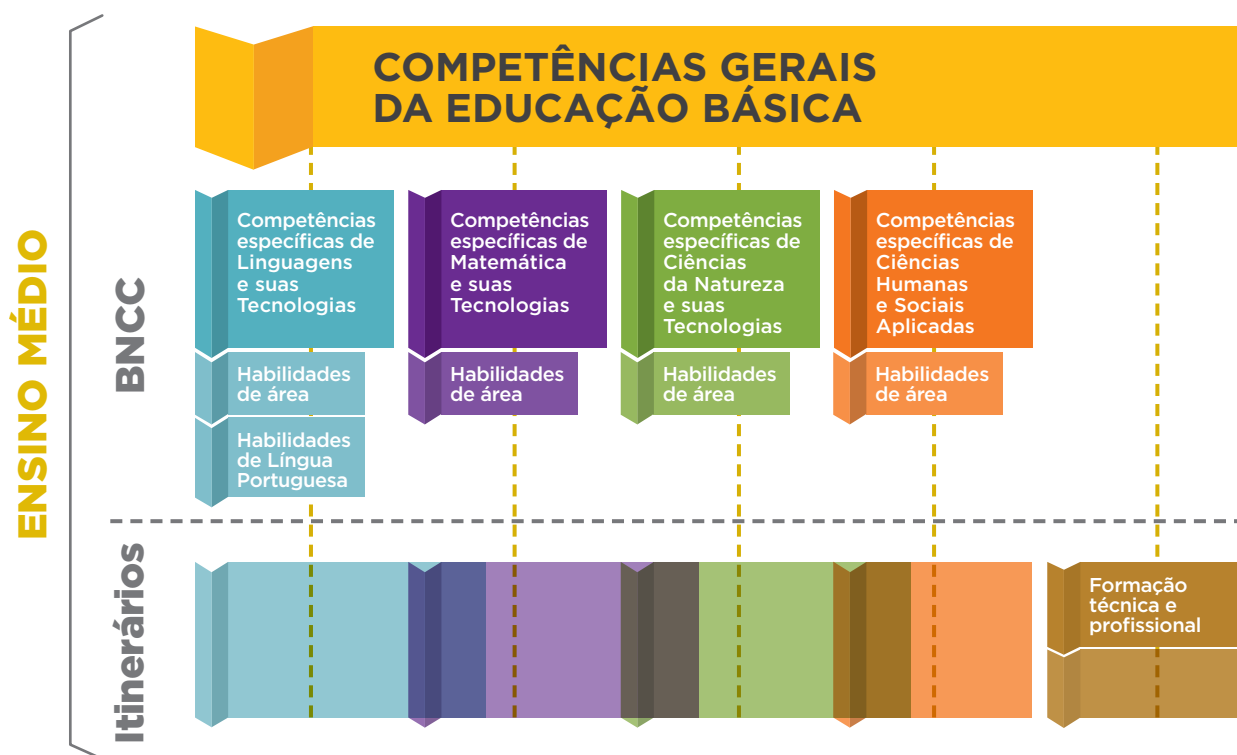 ENSINO MÉDIO
BNCC
COMPETÊNCIAS GERAIS
DA EDUCAÇÃO BÁSICA
Competências
específicas de
Linguagens
e suas
Tecnologias
Habilidades
de área
Habilidades
de Língua
Portuguesa
Competências
específicas de
Matemática
e suas
Tecnologias
Habilidades
de área
Competências
específicas de
Ciências
da Natureza
e suas
Tecnologias
Habilidades
de área
Competências
específicas de
Ciências
Humanas
e Sociais
Aplicadas
Habilidades
de área
Itinerários
Formação
técnica e
profissional